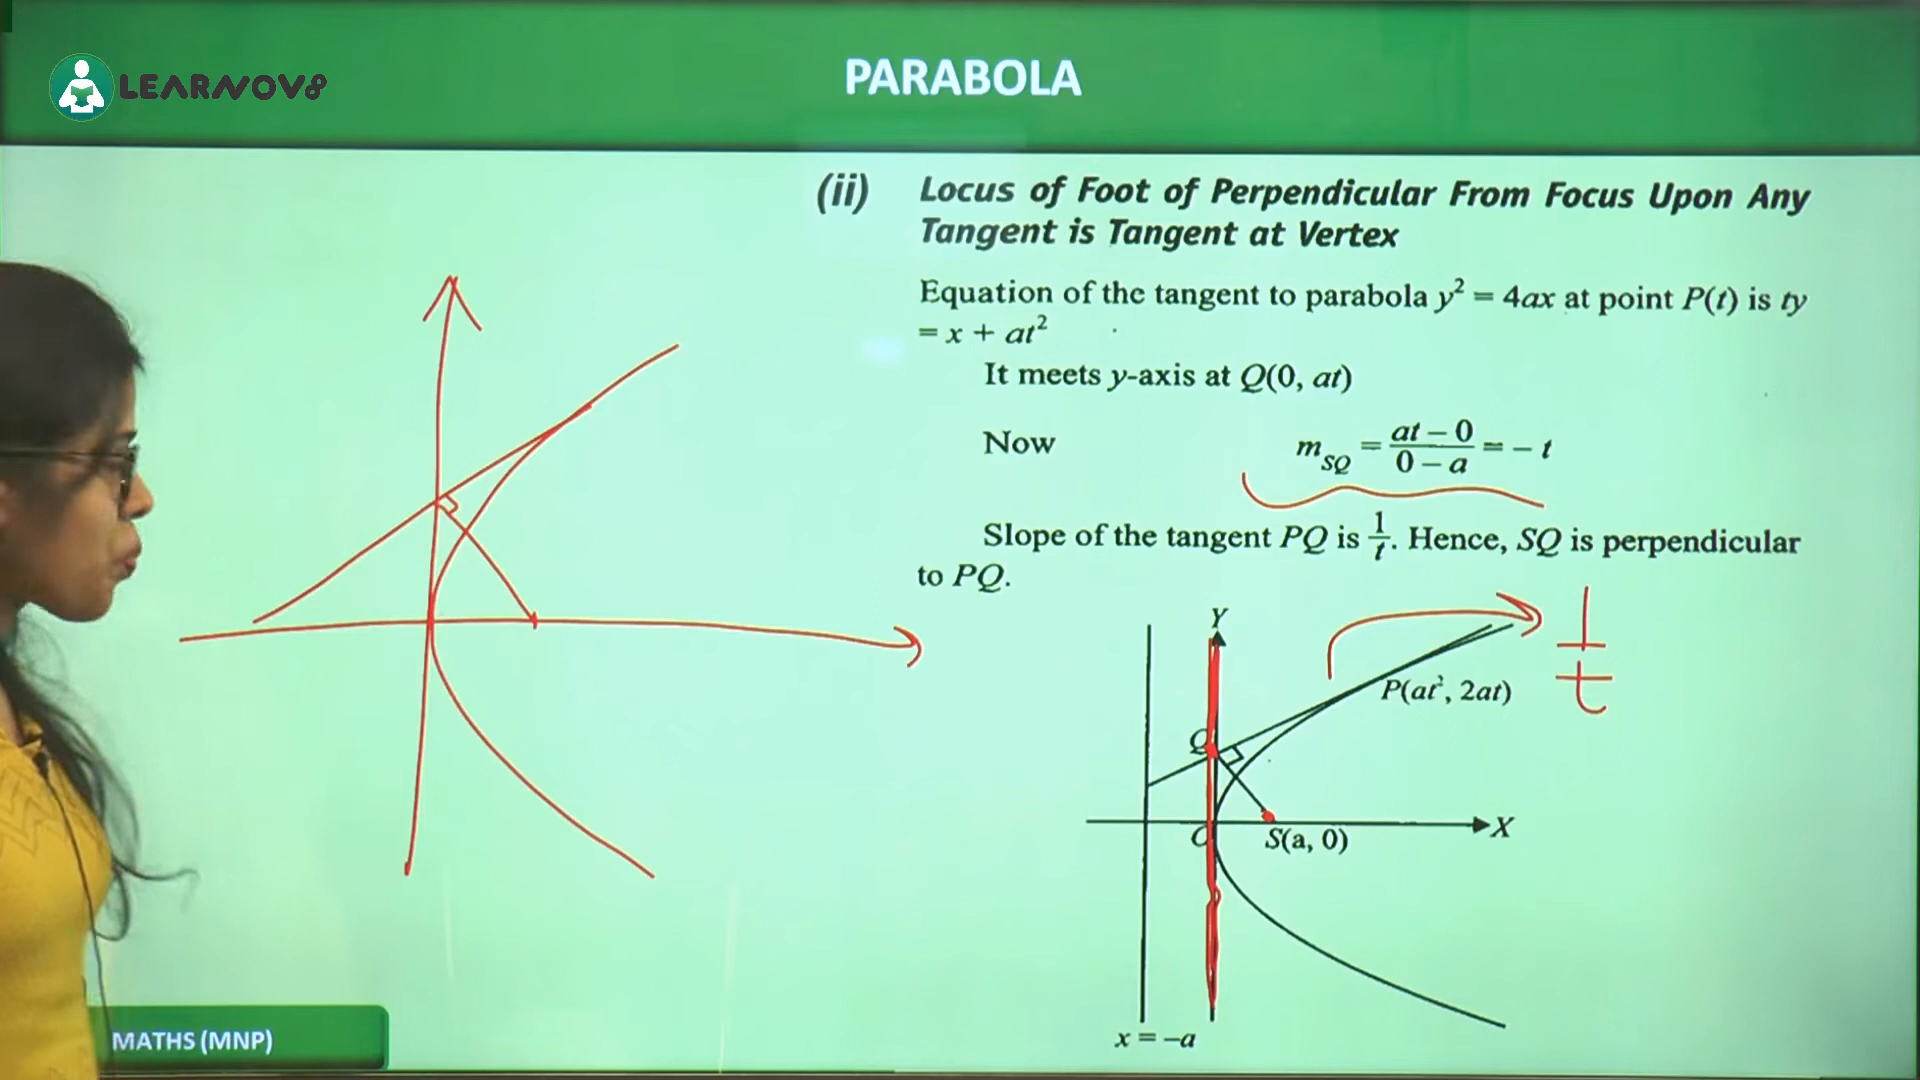 LEARNOV8
PARABOLA
(ii) Locus of Foot of Perpendicular From Focus Upon Any
Tangent is Tangent at Vertex
Equation of the tangent to parabola y² = 4ax at point P(t) is ty
= x + at²
It meets y-axis at Q(0, at)
Now m_SQ = (at – 0)/(0 – a) = – t
Slope of the tangent PQ is 1/t. Hence, SQ is perpendicular
to PQ.
Y
1/t
P(at², 2at)
Q
X
O
S(a, 0)
x = –a
MATHS (MNP)